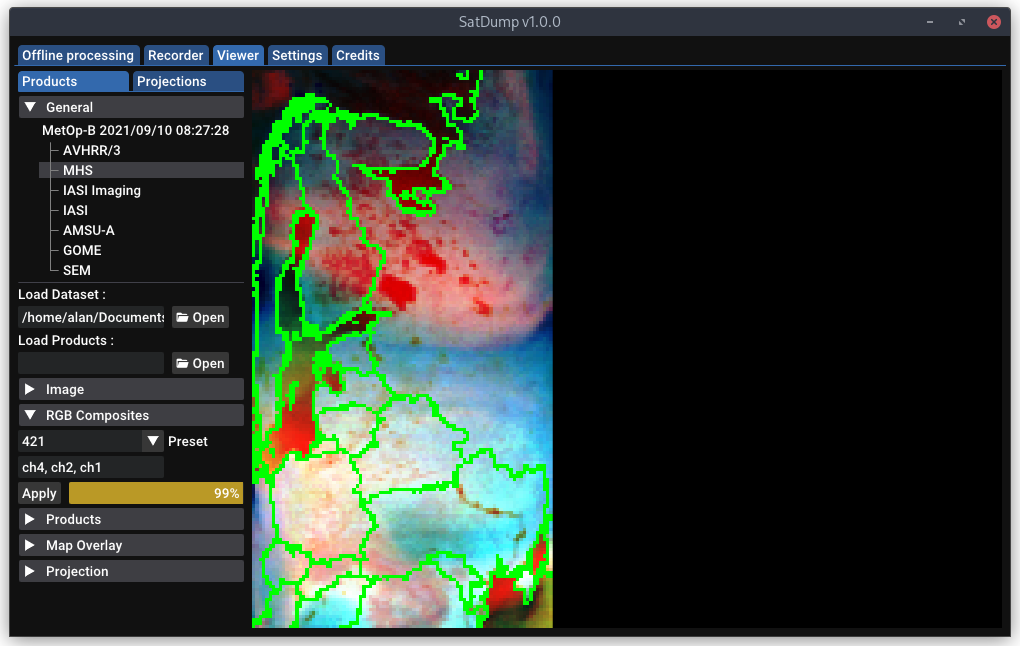 SatDump v1.0.0
Offline processing Recorder Viewer Settings Credits
Products Projections
General
MetOp-B 2021/09/10 08:27:28
AVHRR/3
MHS
IASI Imaging
IASI
AMSU-A
GOME
SEM
Load Dataset :
/home/alan/Documents Open
Load Products :
Open
Image
RGB Composites
421 Preset
ch4, ch2, ch1
Apply 99%
Products
Map Overlay
Projection